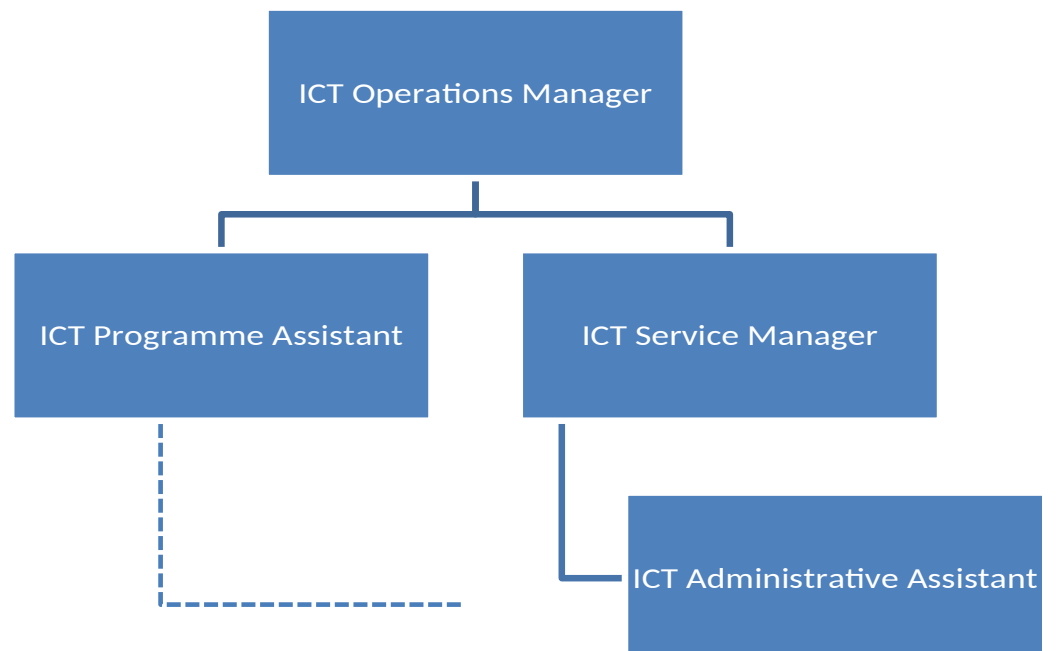 ICT Operations Manager
ICT Programme Assistant
ICT Service Manager
ICT Administrative Assistant